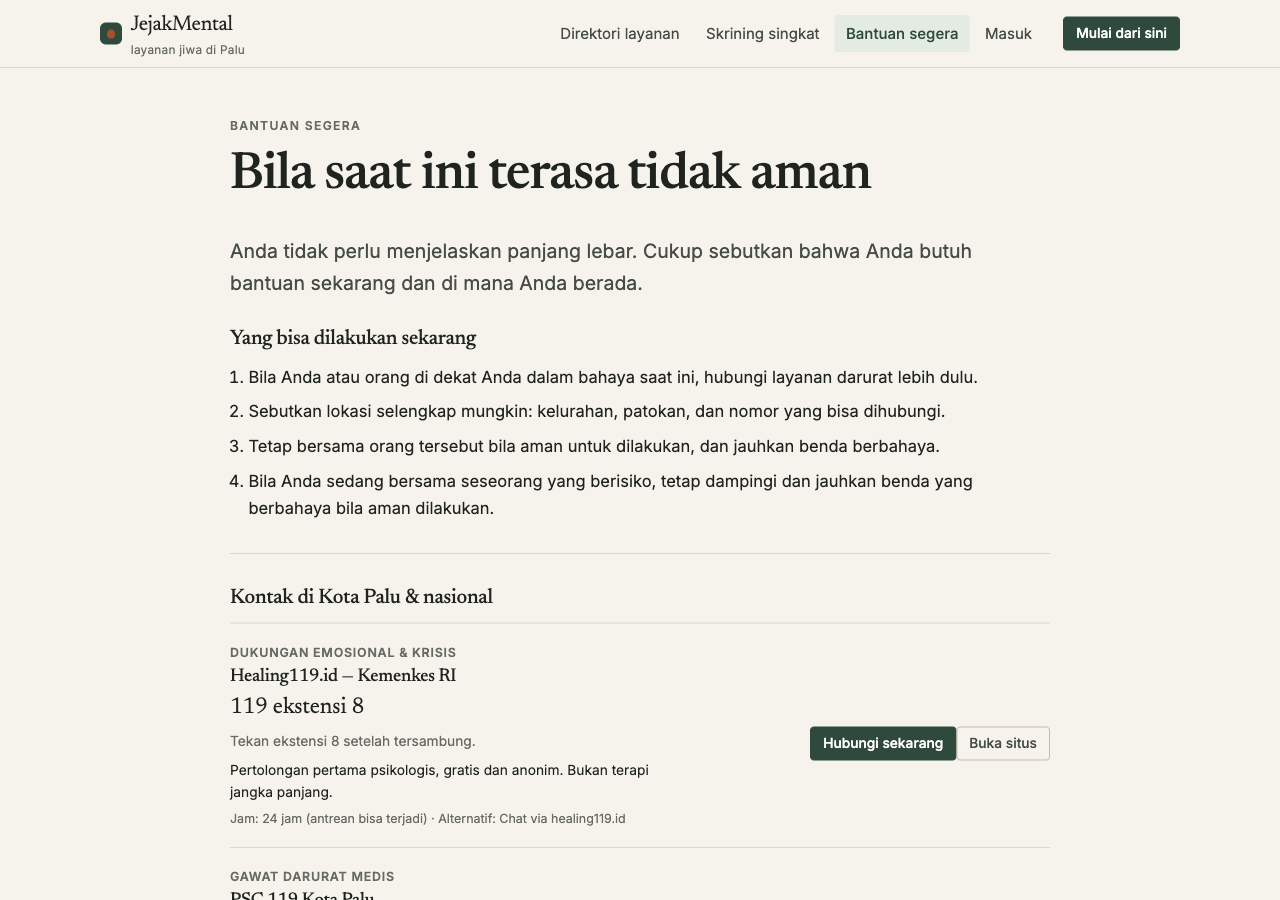 JejakMental
layanan jiwa di Palu
Direktori layanan
Skrining singkat
Bantuan segera
Masuk
Mulai dari sini
BANTUAN SEGERA
Bila saat ini terasa tidak aman
Anda tidak perlu menjelaskan panjang lebar. Cukup sebutkan bahwa Anda butuh
bantuan sekarang dan di mana Anda berada.
Yang bisa dilakukan sekarang
1. Bila Anda atau orang di dekat Anda dalam bahaya saat ini, hubungi layanan darurat lebih dulu.
2. Sebutkan lokasi selengkap mungkin: kelurahan, patokan, dan nomor yang bisa dihubungi.
3. Tetap bersama orang tersebut bila aman untuk dilakukan, dan jauhkan benda berbahaya.
4. Bila Anda sedang bersama seseorang yang berisiko, tetap dampingi dan jauhkan benda yang
berbahaya bila aman dilakukan.
Kontak di Kota Palu & nasional
DUKUNGAN EMOSIONAL & KRISIS
Healing119.id — Kemenkes RI
119 ekstensi 8
Tekan ekstensi 8 setelah tersambung.
Pertolongan pertama psikologis, gratis dan anonim. Bukan terapi
jangka panjang.
Jam: 24 jam (antrean bisa terjadi) · Alternatif: Chat via healing119.id
Hubungi sekarang
Buka situs
GAWAT DARURAT MEDIS
PSC 119 Kota Palu